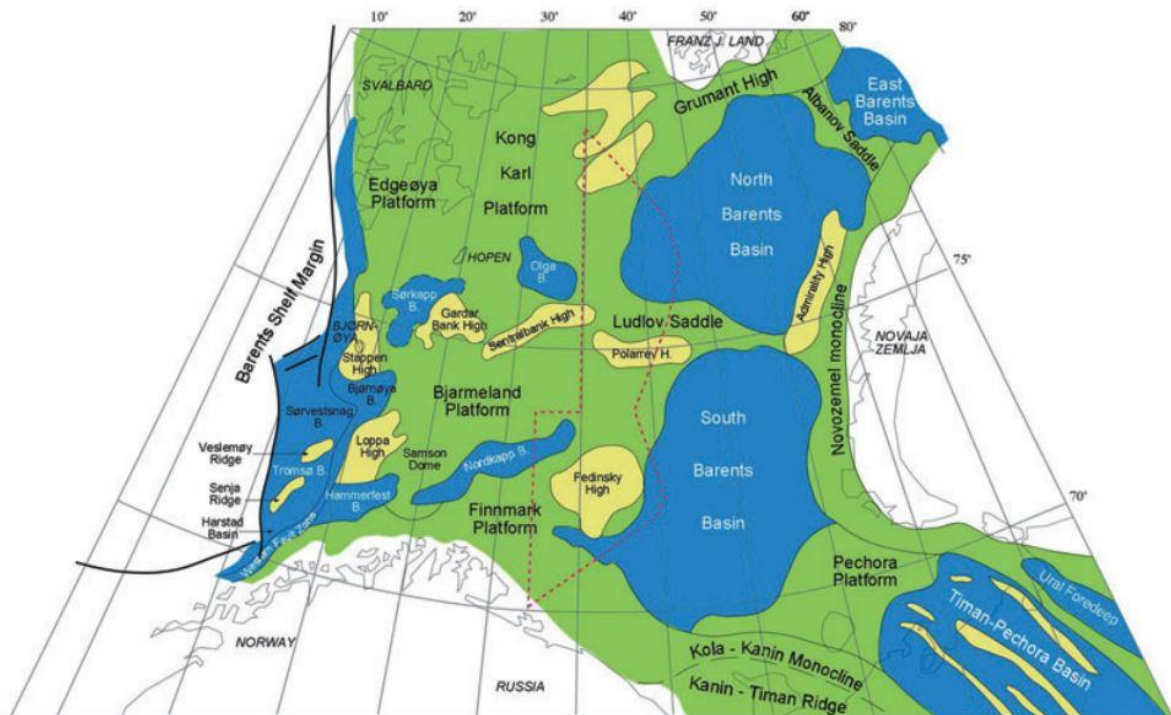 10°
20°
30°
40°
50°
60°
80°
FRANZ J. LAND
SVALBARD
Grumant High
Albanov Saddle
East
Barents
Basin
Kong
Karl
Platform
Edgeøya
Platform
North
Barents
Basin
HOPEN
Olga
B.
75°
Barents Shelf Margin
Sørkapp
B.
Gardar
Bank High
Sentralbank High
Ludlov Saddle
Admirality High
BJØRN-
ØYA
Stappen
High
Polarrev H.
NOVAJA
ZEMLJA
Novozemel monocline
Bjørnøya
B.
Bjarmeland
Platform
Sørvestsnag
B.
South
Barents
Basin
Veslemøy
Ridge
Loppa
High
Samson
Dome
Nordkapp B.
Tromsø B.
Fedinsky
High
Senja
Ridge
Hammerfest
B.
70°
Harstad
Basin
Finnmark
Platform
Pechora
Platform
Ural Foredeep
Timan-Pechora Basin
NORWAY
Kola - Kanin Monocline
RUSSIA
Kanin - Timan Ridge